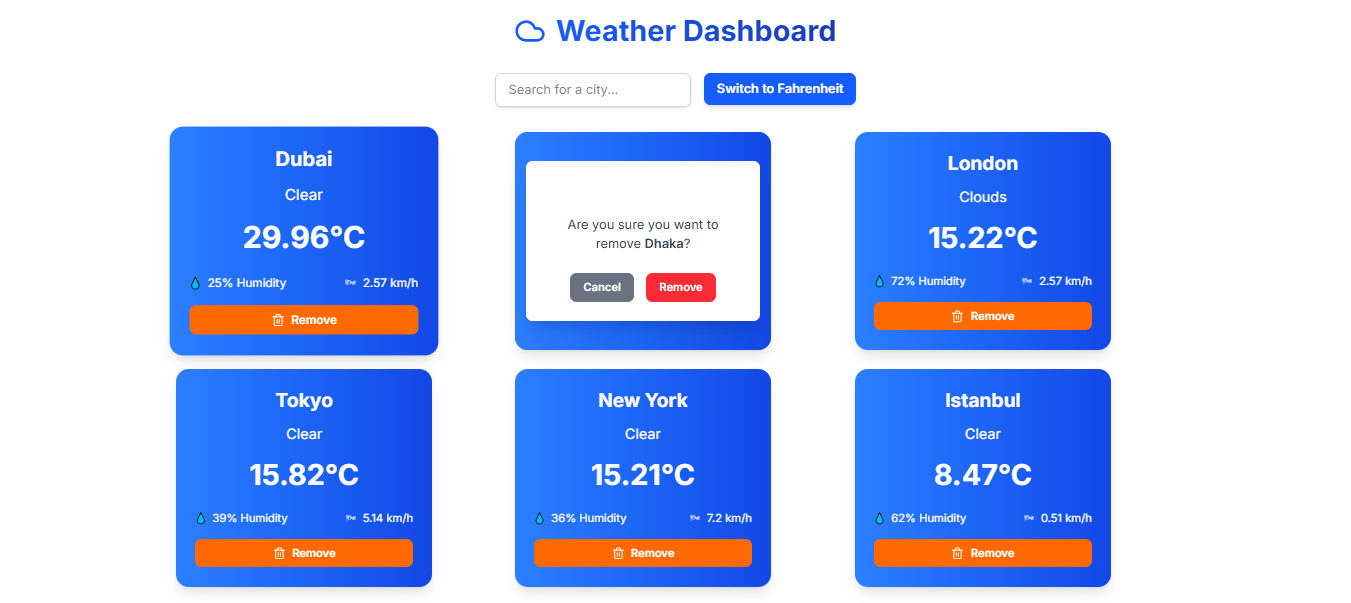 Weather Dashboard
Search for a city...
Switch to Fahrenheit
Dubai
Clear
29.96°C
25% Humidity
2.57 km/h
Remove
Are you sure you want to
remove Dhaka?
Cancel
Remove
London
Clouds
15.22°C
72% Humidity
2.57 km/h
Remove
Tokyo
Clear
15.82°C
39% Humidity
5.14 km/h
Remove
New York
Clear
15.21°C
36% Humidity
7.2 km/h
Remove
Istanbul
Clear
8.47°C
62% Humidity
0.51 km/h
Remove